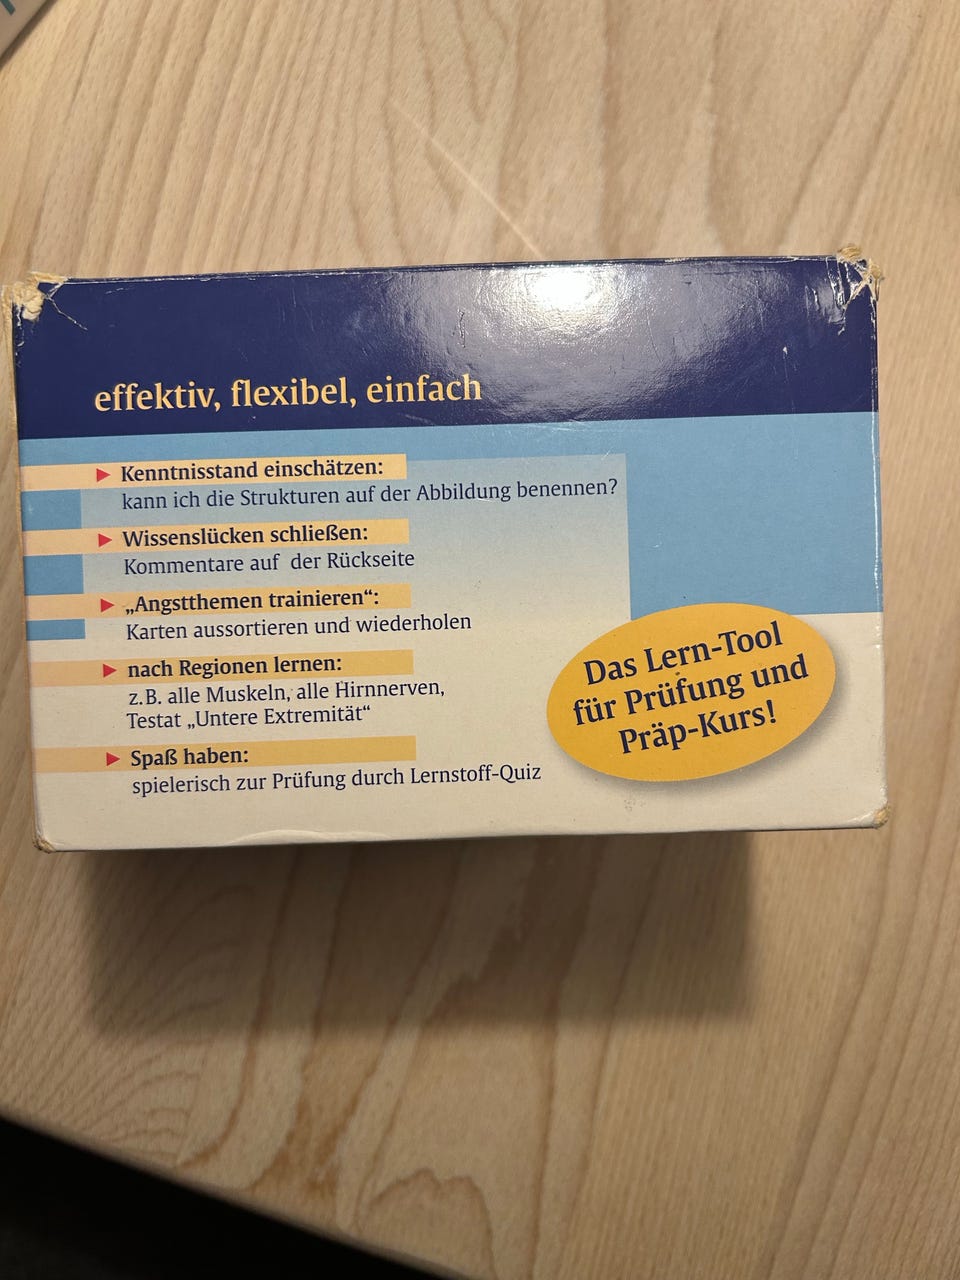 effektiv, flexibel, einfach
Kenntnisstand einschätzen:
kann ich die Strukturen auf der Abbildung benennen?
Wissenslücken schließen:
Kommentare auf der Rückseite
„Angstthemen trainieren“:
Karten aussortieren und wiederholen
nach Regionen lernen:
z.B. alle Muskeln, alle Hirnnerven,
Testat „Untere Extremität“
Spaß haben:
spielerisch zur Prüfung durch Lernstoff-Quiz
Das Lern-Tool
für Prüfung und
Präp-Kurs!